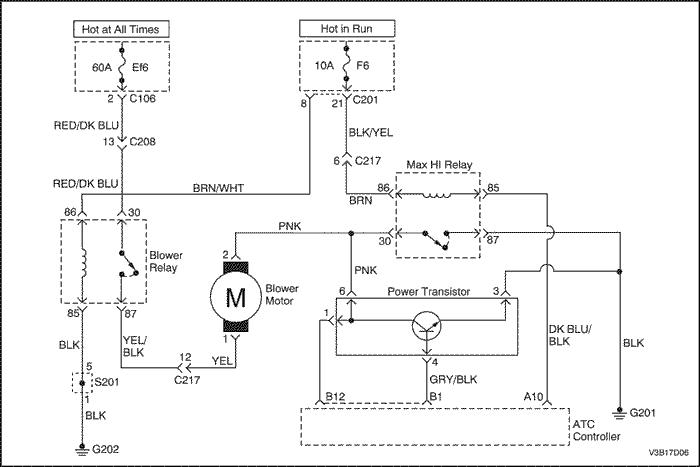 Hot at All Times
Hot in Run
60A Ef6
10A F6
2 C106
8 21 C201
RED/DK BLU
BLK/YEL
13 C208
6 C217
Max HI Relay
RED/DK BLU
BRN/WHT
86 85
BRN
66 30
PNK
30 87
Blower
Relay
2
PNK
Power Transistor
6 3
M
Blower
Motor
1
85 87
1
DK BLU/
BLK
BLK
YEL/
BLK
BLK
12
YEL
4
5
C217
GRY/BLK
S201
1
B12 B1 A10
BLK
G201
ATC
Controller
G202
V3B17D06